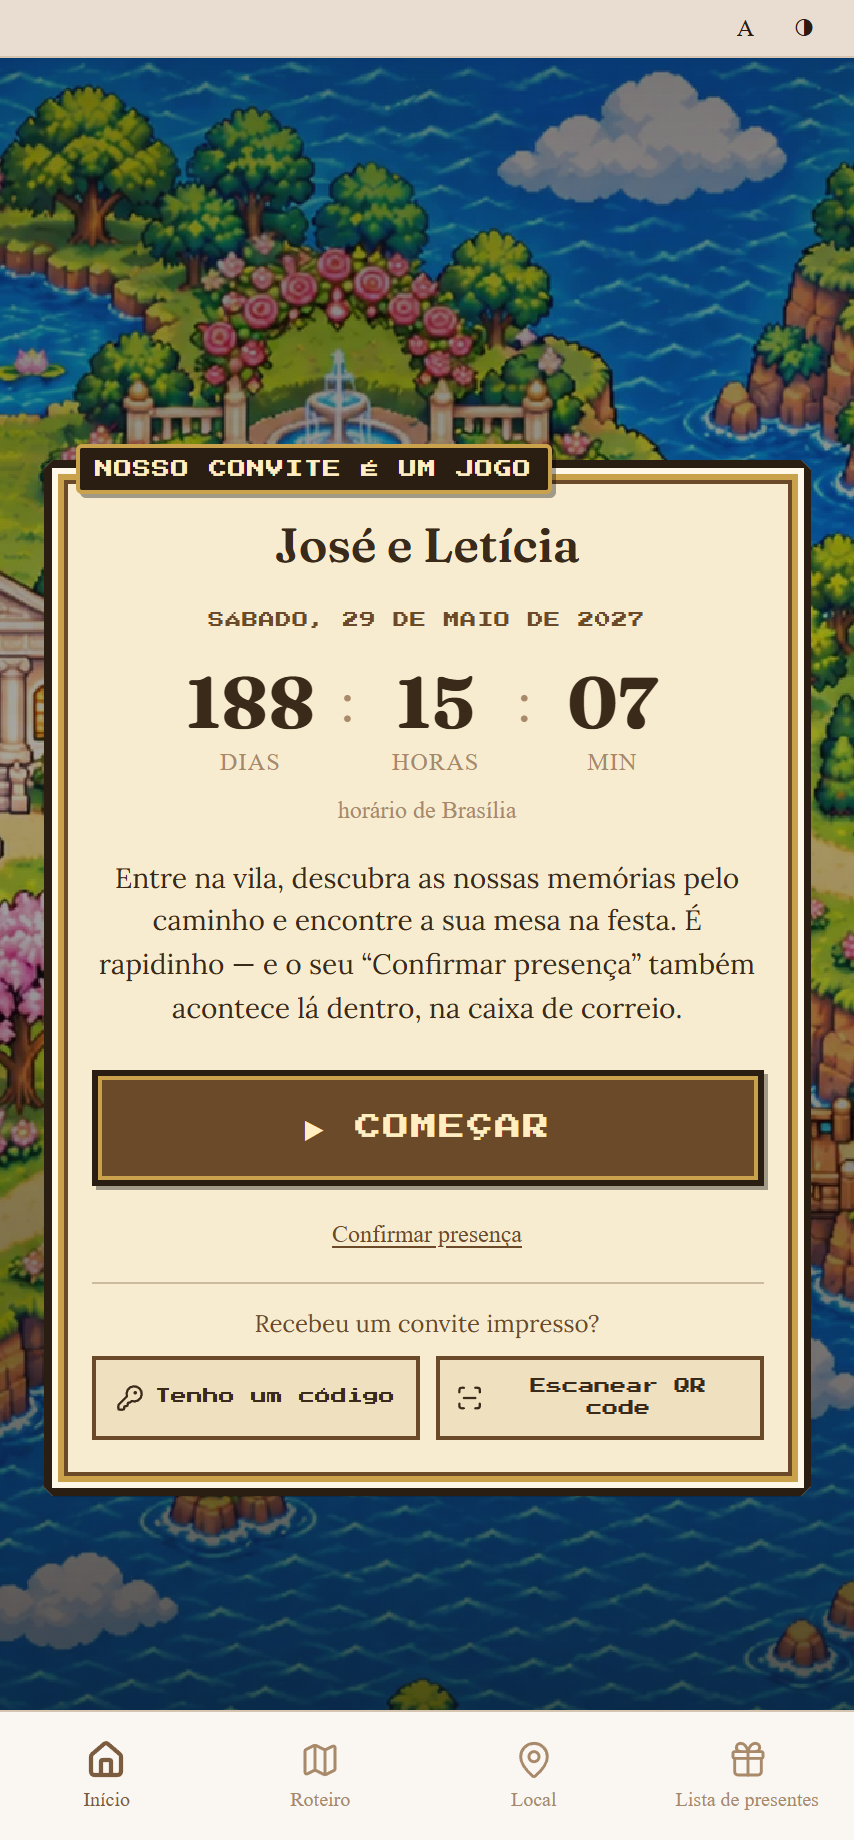 A
NOSSO CONVITE É UM JOGO
José e Letícia
SÁBADO, 29 DE MAIO DE 2027
188 : 15 : 07
DIAS HORAS MIN
horário de Brasília
Entre na vila, descubra as nossas memórias pelo
caminho e encontre a sua mesa na festa. É
rapidinho — e o seu “Confirmar presença” também
acontece lá dentro, na caixa de correio.
▶ COMEÇAR
Confirmar presença
Recebeu um convite impresso?
Tenho um código
Escanear QR
code
Início Roteiro Local Lista de presentes